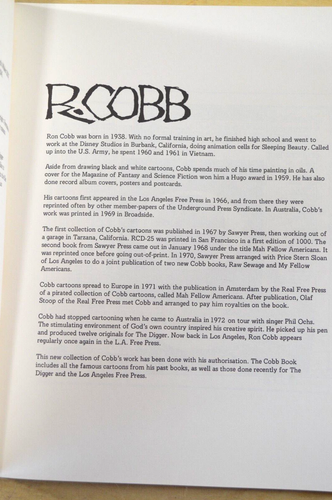 R. COBB
Ron Cobb was born in 1938. With no formal training in art, he finished high school and went to
work at the Disney Studios in Burbank, California, doing animation cells for Sleeping Beauty. Called
up into the U.S. Army, he spent 1960 and 1961 in Vietnam.
Aside from drawing black and white cartoons, Cobb spends much of his time painting in oils. A
cover for the Magazine of Fantasy and Science Fiction won him a Hugo award in 1959. He has also
done record album covers, posters and postcards.
His cartoons first appeared in the Los Angeles Free Press in 1966, and from there they were
reprinted often by other member-papers of the Underground Press Syndicate. In Australia, Cobb's
work was printed in 1969 in Broadside.
The first collection of Cobb's cartoons was published in 1967 by Sawyer Press, then working out of
a garage in Tarzana, California. RCD-25 was printed in San Francisco in a first edition of 1000. The
second book from Sawyer Press came out in January 1968 under the title Mah Fellow Americans. It
was reprinted once before going out-of-print. In 1970, Sawyer Press arranged with Price Stern Sloan
of Los Angeles to do a joint publication of two new Cobb books, Raw Sewage and My Fellow
Americans.
Cobb cartoons spread to Europe in 1971 with the publication in Amsterdam by the Real Free Press
of a pirated collection of Cobb cartoons, called Mah Fellow Americans. After publication, Olaf
Stoop of the Real Free Press met Cobb and arranged to pay him royalties on the book.
Cobb had stopped cartooning when he came to Australia in 1972 on tour with singer Phil Ochs.
The stimulating environment of God's own country inspired his creative spirit. He picked up his pen
and produced twelve originals for The Digger. Now back in Los Angeles, Ron Cobb appears
regularly once again in the L.A. Free Press.
This new collection of Cobb's work has been done with his authorisation. The Cobb Book
includes all the famous cartoons from his past books, as well as those done recently for The
Digger and the Los Angeles Free Press.